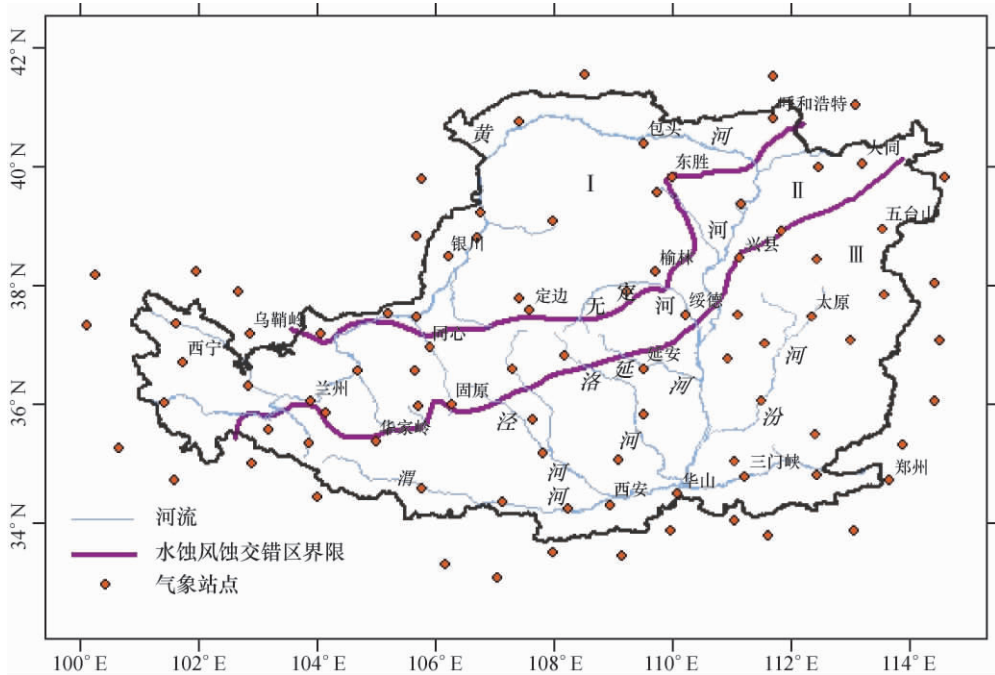 42°N
40°N
38°N
36°N
34°N
呼和浩特
黄
包头
河
大同
东胜
Ⅰ
Ⅱ
五台山
河
银川
兴县
Ⅲ
榆林
定边
无
定
河
绥德
太原
乌鞘岭
同心
西宁
延安
河
兰州
固原
洛
延
河
汾
泾
华家岭
河
三门峡
渭
河
河
西安
华山
郑州
河流
水蚀风蚀交错区界限
气象站点
100°E
102°E
104°E
106°E
108°E
110°E
112°E
114°E